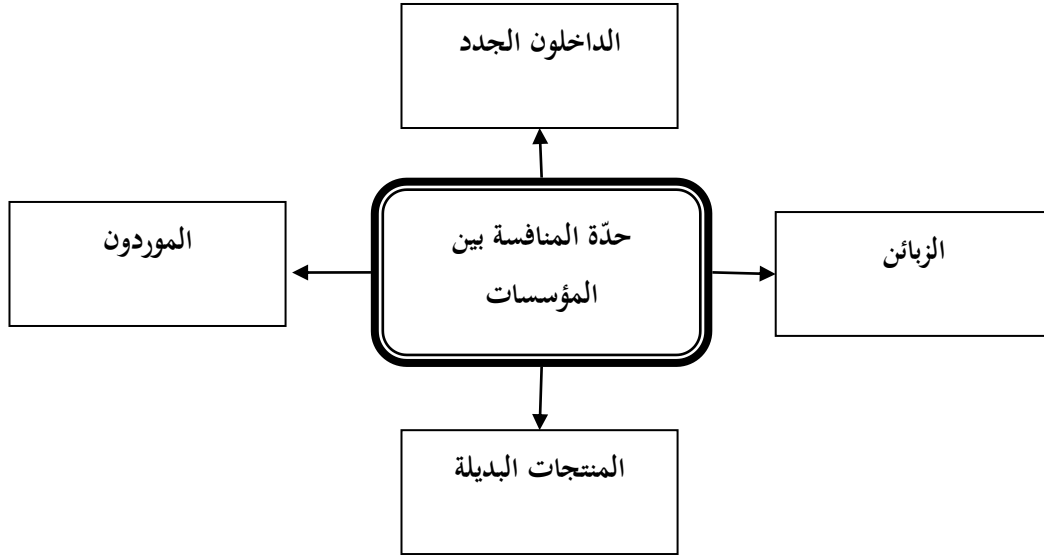 الداخلون الجدد
الزبائن
حدّة المنافسة بين
المؤسسات
الموردون
المنتجات البديلة